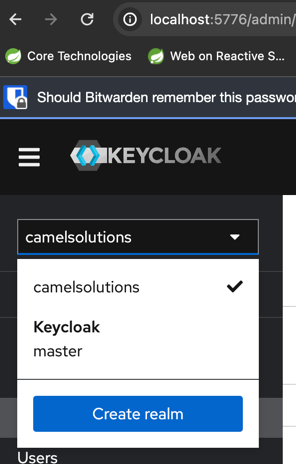 localhost:5776/admin/
Core Technologies
Web on Reactive S...
Should Bitwarden remember this passwor
KEYCLOAK
camelsolutions
camelsolutions
Keycloak
master
Create realm
Users